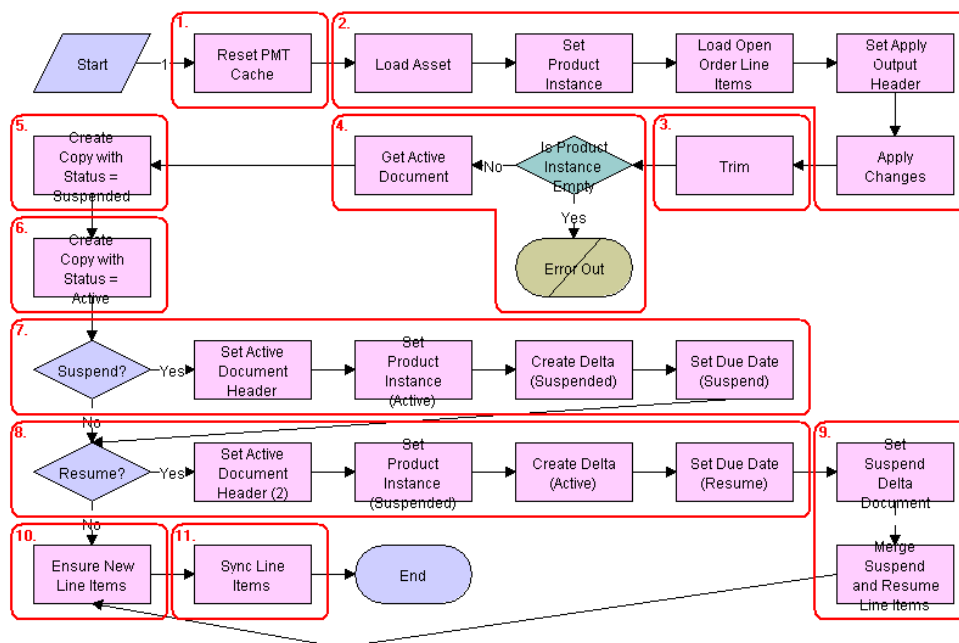 1.
2.
Start
1
Reset PMT
Cache
Load Asset
Set
Product
Instance
Load Open
Order Line
Items
Set Apply
Output
Header
5.
4.
3.
Create
Copy with
Status =
Suspended
Get Active
Document
No
Is Product
Instance
Empty
Trim
Apply
Changes
Yes
Error Out
6.
Create
Copy with
Status =
Active
7.
Suspend?
Yes
Set Active
Document
Header
Set
Product
Instance
(Active)
Create Delta
(Suspended)
Set Due Date
(Suspend)
No
8.
9.
Resume?
Yes
Set Active
Document
Header (2)
Set
Product
Instance
(Suspended)
Create Delta
(Active)
Set Due Date
(Resume)
Set
Suspend
Delta
Document
No
10.
11.
Ensure New
Line Items
Sync Line
Items
End
Merge
Suspend
and Resume
Line Items